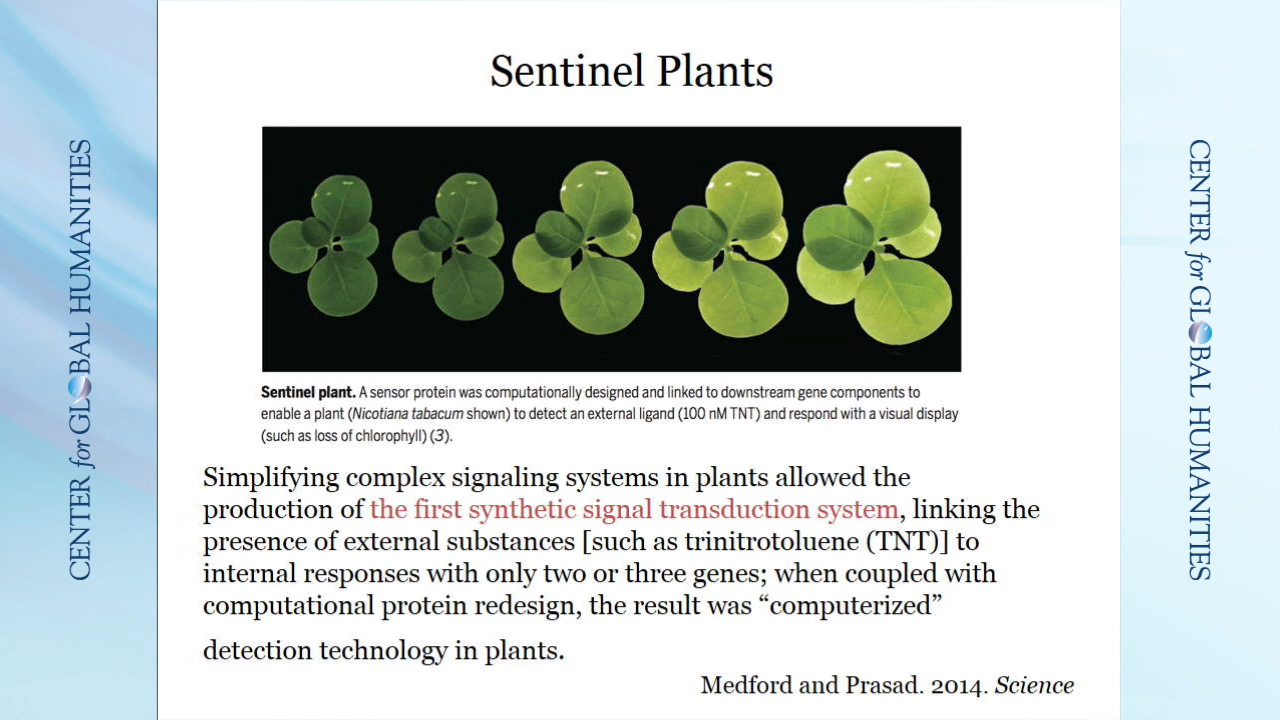 CENTER for GLOBAL HUMANITIES
Sentinel Plants
Sentinel plant. A sensor protein was computationally designed and linked to downstream gene components to
enable a plant (Nicotiana tabacum shown) to detect an external ligand (100 nM TNT) and respond with a visual display
(such as loss of chlorophyll) (3).
Simplifying complex signaling systems in plants allowed the
production of the first synthetic signal transduction system, linking the
presence of external substances [such as trinitrotoluene (TNT)] to
internal responses with only two or three genes; when coupled with
computational protein redesign, the result was “computerized”
detection technology in plants.
Medford and Prasad. 2014. Science
CENTER for GLOBAL HUMANITIES